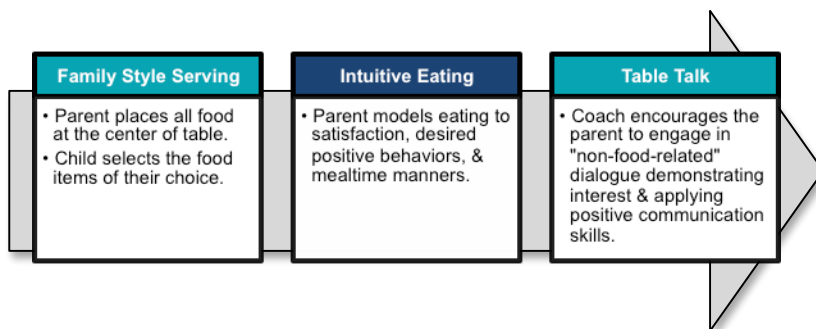 Family Style Serving
• Parent places all food
at the center of table.
• Child selects the food
items of their choice.
Intuitive Eating
• Parent models eating to
satisfaction, desired
positive behaviors, &
mealtime manners.
Table Talk
• Coach encourages the
parent to engage in
"non-food-related"
dialogue demonstrating
interest & applying
positive communication
skills.